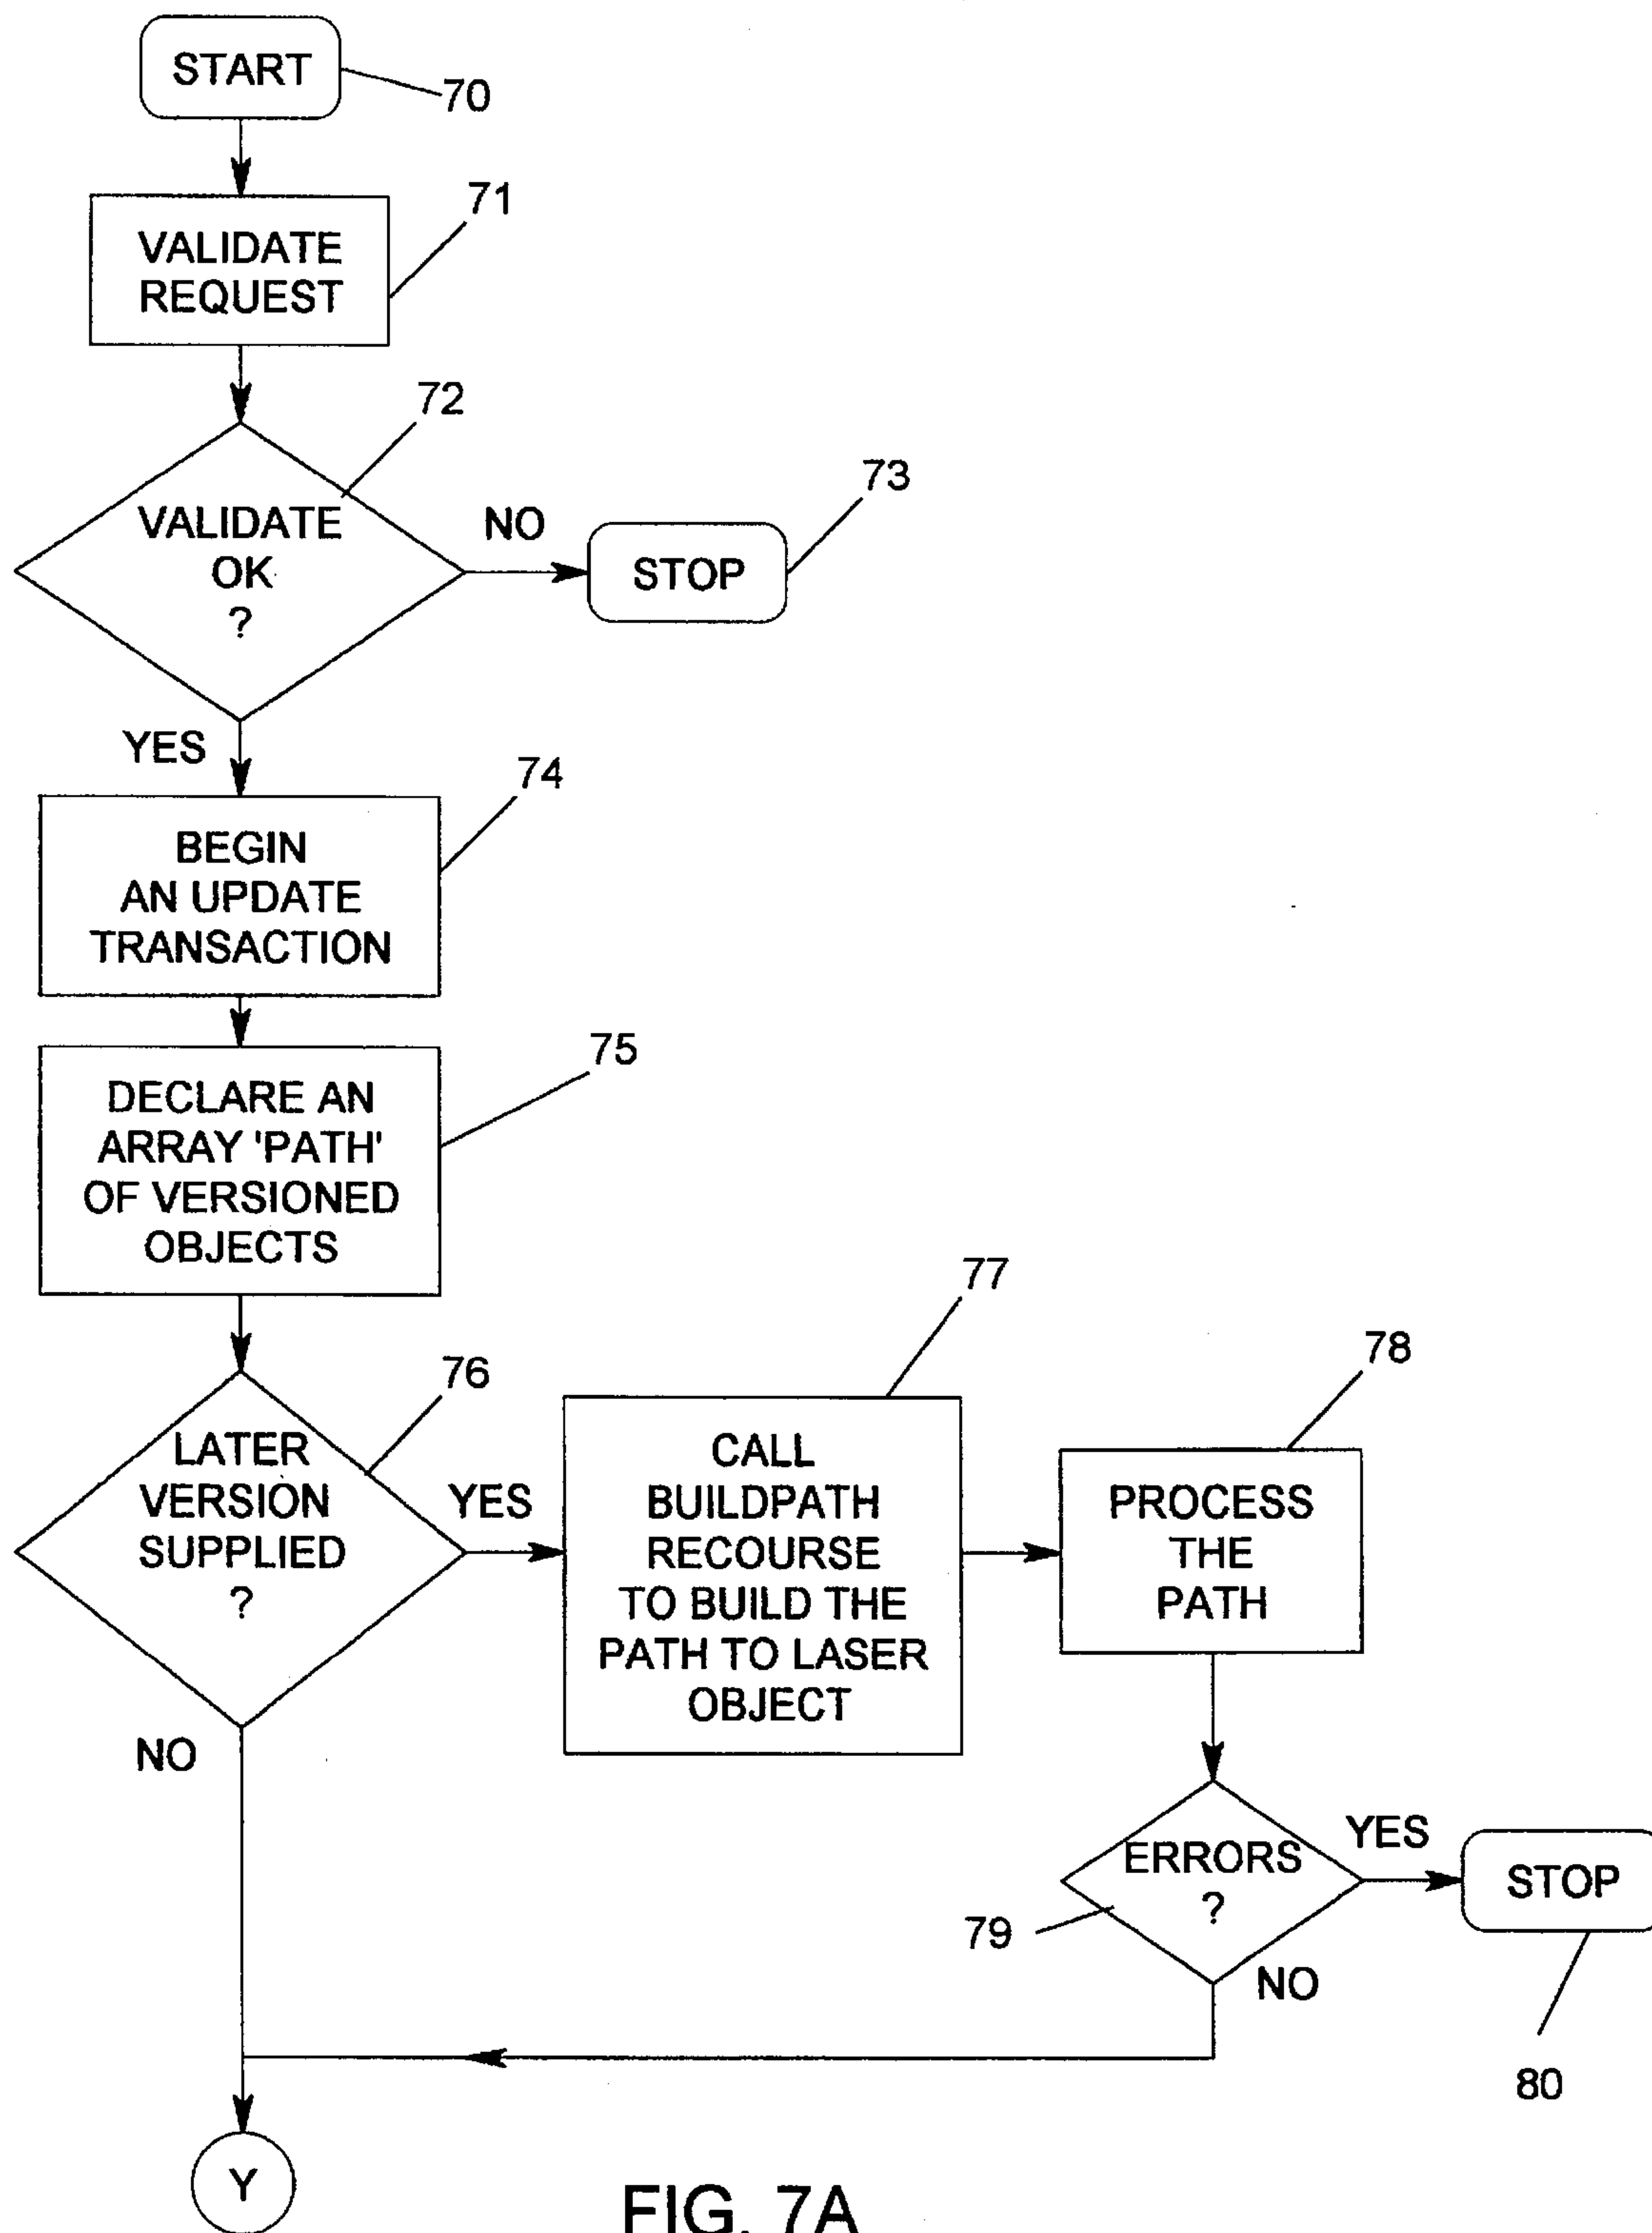 START
70
71
VALIDATE
REQUEST
72
VALIDATE
OK
?
NO
73
STOP
YES
74
BEGIN
AN UPDATE
TRANSACTION
75
DECLARE AN
ARRAY 'PATH'
OF VERSIONED
OBJECTS
76
LATER
VERSION
SUPPLIED
?
YES
NO
77
CALL
BUILDPATH
RECOURSE
TO BUILD THE
PATH TO LASER
OBJECT
78
PROCESS
THE
PATH
79
ERRORS
?
YES
NO
STOP
80
Y
FIG. 7A